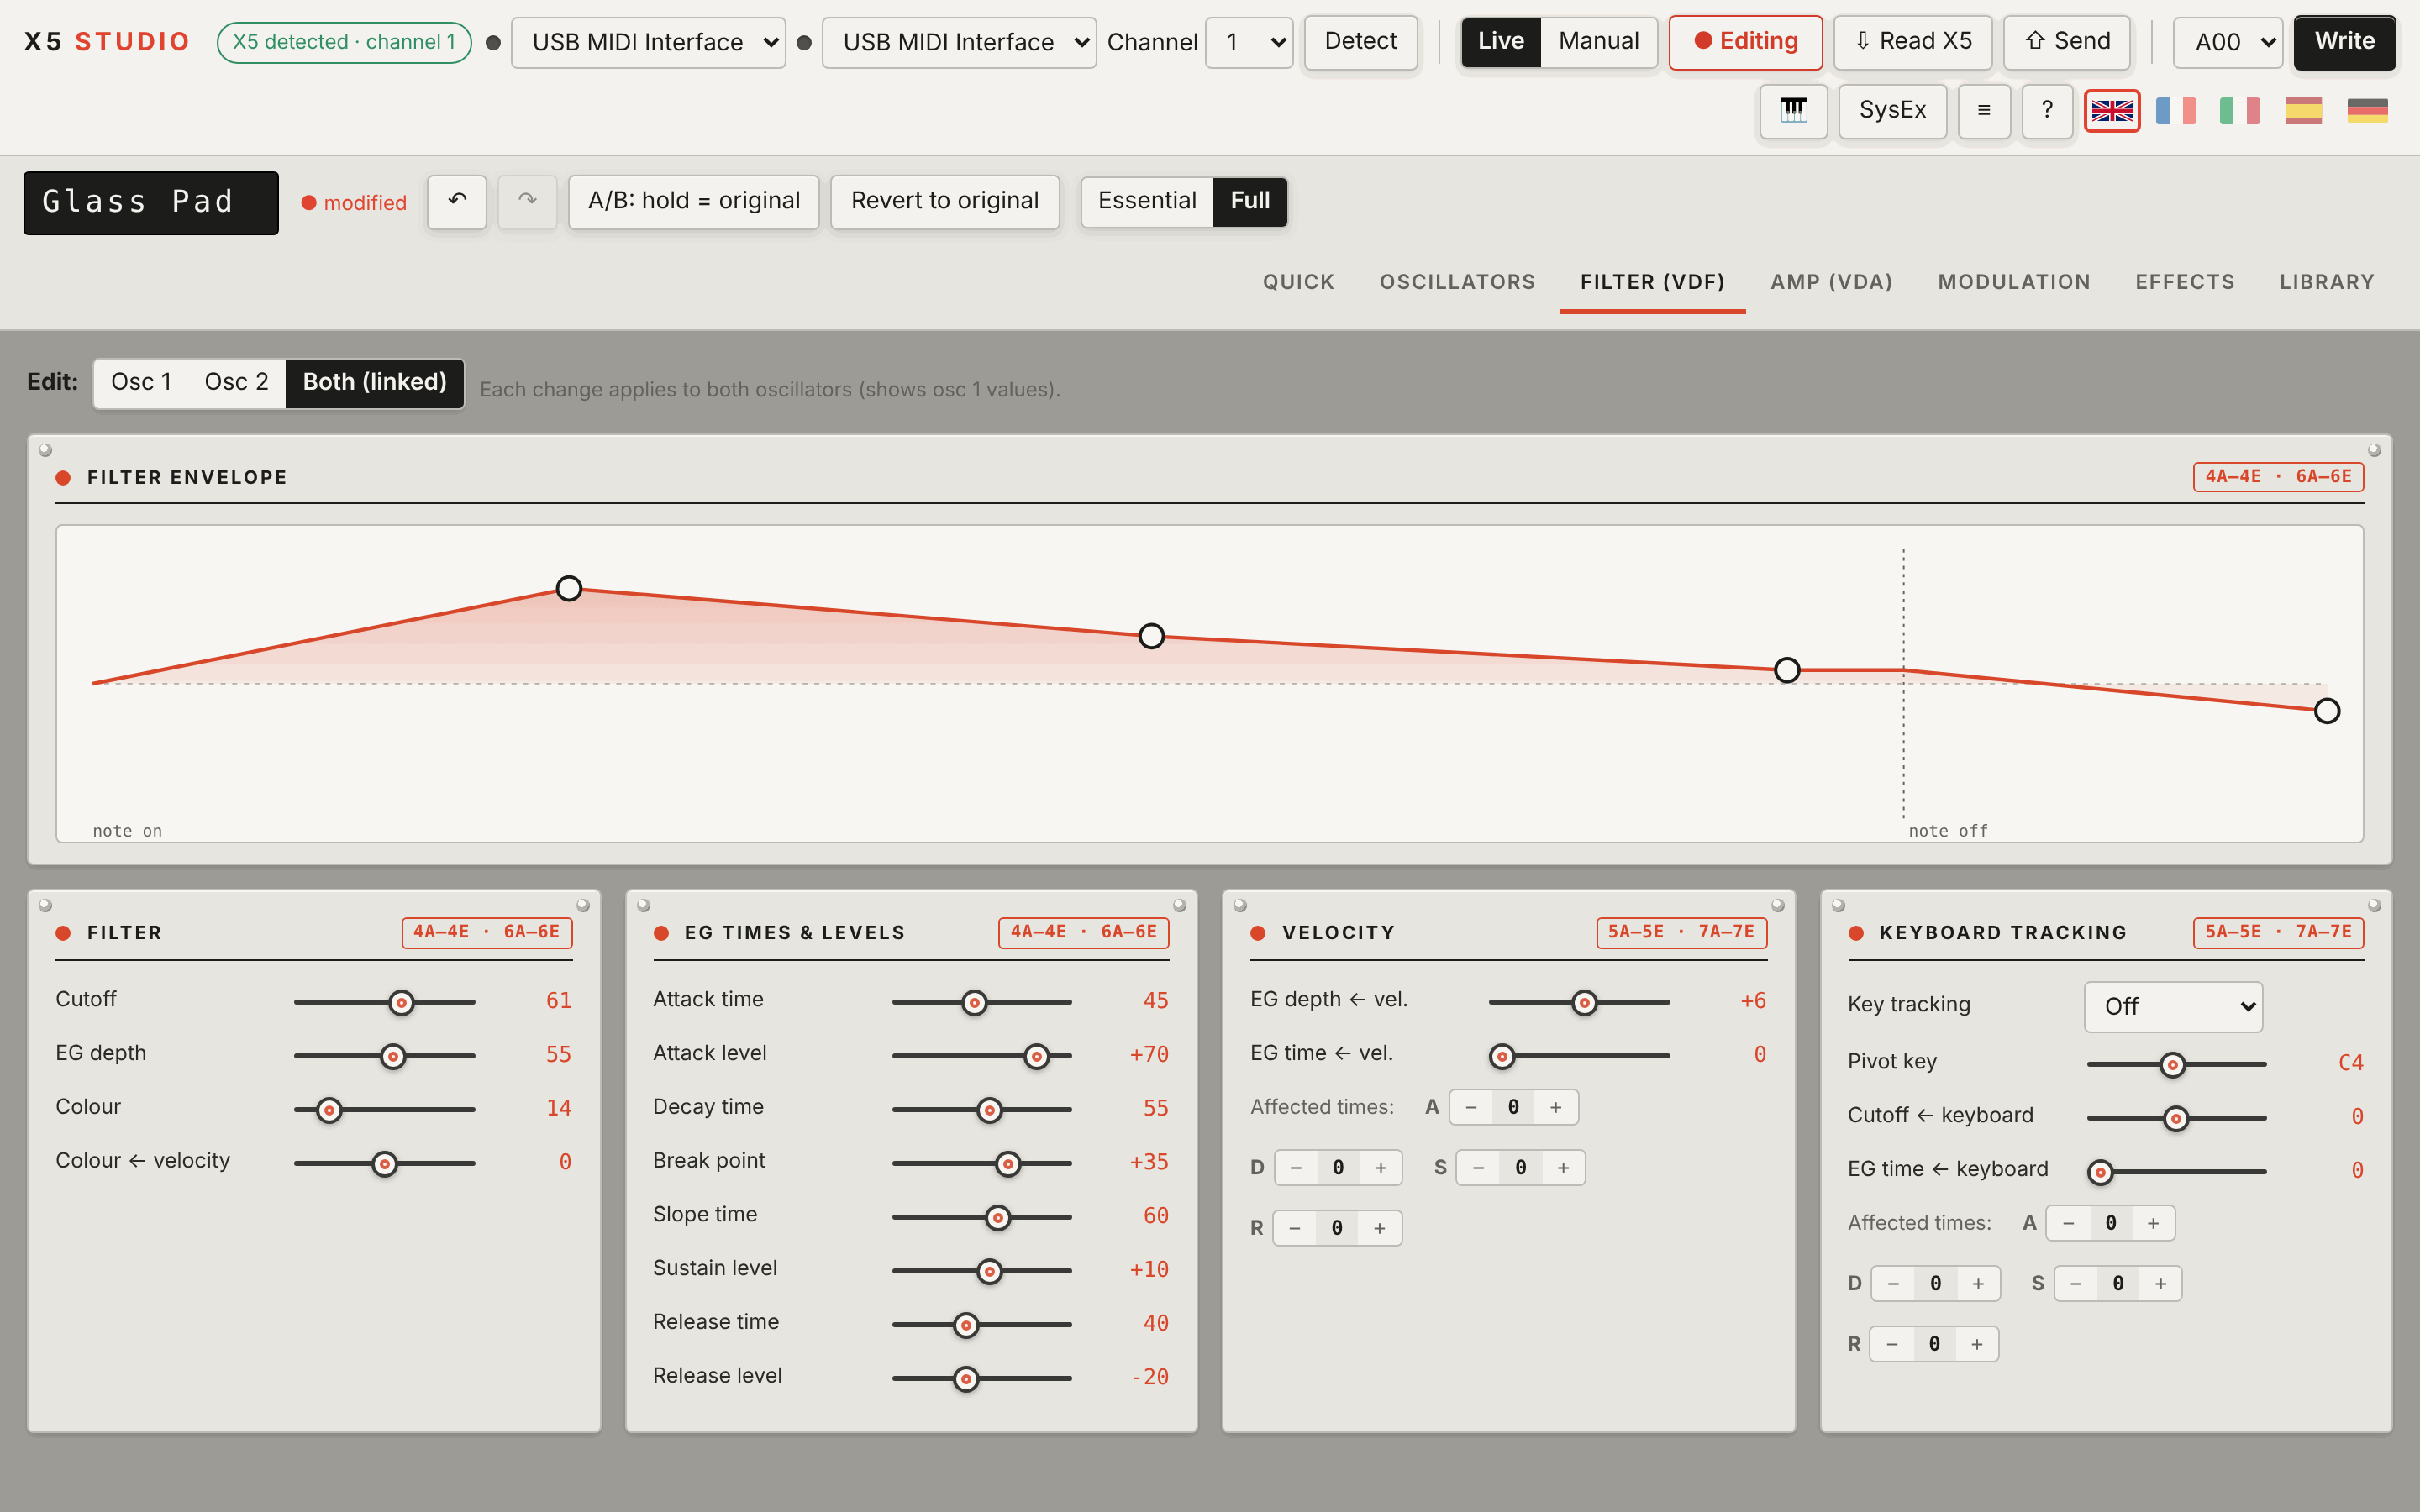 X5 STUDIO X5 detected · channel 1 USB MIDI Interface USB MIDI Interface Channel 1 Detect Live Manual Editing ⇩ Read X5 ⇧ Send A00 Write
SysEx ≡ ?
Glass Pad modified ↶ ↷ A/B: hold = original Revert to original Essential Full
QUICK OSCILLATORS FILTER (VDF) AMP (VDA) MODULATION EFFECTS LIBRARY
Edit: Osc 1 Osc 2 Both (linked) Each change applies to both oscillators (shows osc 1 values).
FILTER ENVELOPE 4A–4E · 6A–6E
note on note off
FILTER 4A–4E · 6A–6E
Cutoff 61
EG depth 55
Colour 14
Colour ← velocity 0
EG TIMES & LEVELS 4A–4E · 6A–6E
Attack time 45
Attack level +70
Decay time 55
Break point +35
Slope time 60
Sustain level +10
Release time 40
Release level -20
VELOCITY 5A–5E · 7A–7E
EG depth ← vel. +6
EG time ← vel. 0
Affected times: A − 0 +
D − 0 + S − 0 +
R − 0 +
KEYBOARD TRACKING 5A–5E · 7A–7E
Key tracking Off
Pivot key C4
Cutoff ← keyboard 0
EG time ← keyboard 0
Affected times: A − 0 +
D − 0 + S − 0 +
R − 0 +